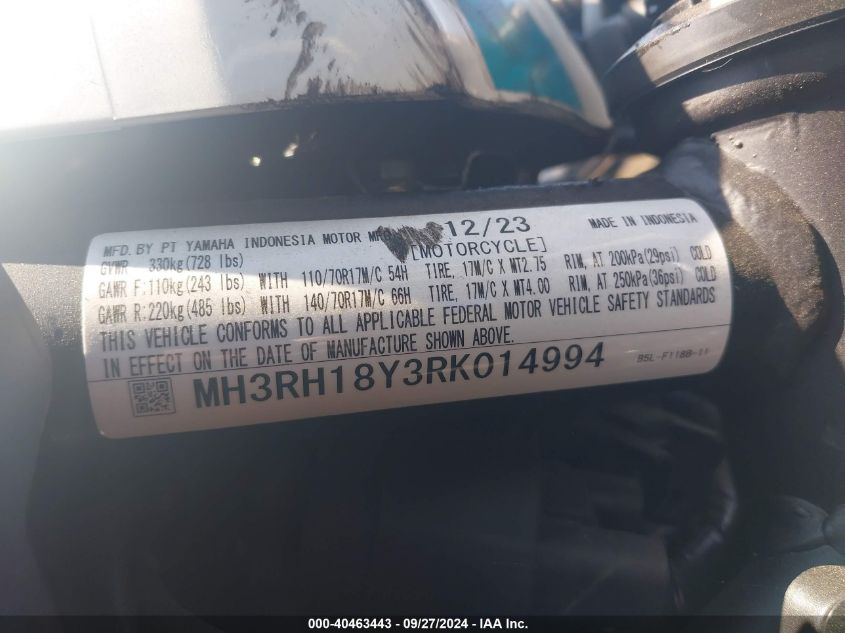 MFD. BY PT YAMAHA INDONESIA MOTOR 12/23 MADE IN INDONESIA
GVWR 330kg(728 lbs) [MOTORCYCLE]
GAWR F:110kg(243 lbs) WITH 110/70R17M/C 54H TIRE, 17M/C X MT2.75 RIM, AT 200kPa(29psi) COLD
GAWR R:220kg(485 lbs) WITH 140/70R17M/C 66H TIRE, 17M/C X MT4.00 RIM, AT 250kPa(36psi) COLD
THIS VEHICLE CONFORMS TO ALL APPLICABLE FEDERAL MOTOR VEHICLE SAFETY STANDARDS
IN EFFECT ON THE DATE OF MANUFACTURE SHOWN ABOVE.
MH3RH18Y3RK014994 B5L-F118B-11
000-40463443 - 09/27/2024 - IAA Inc.